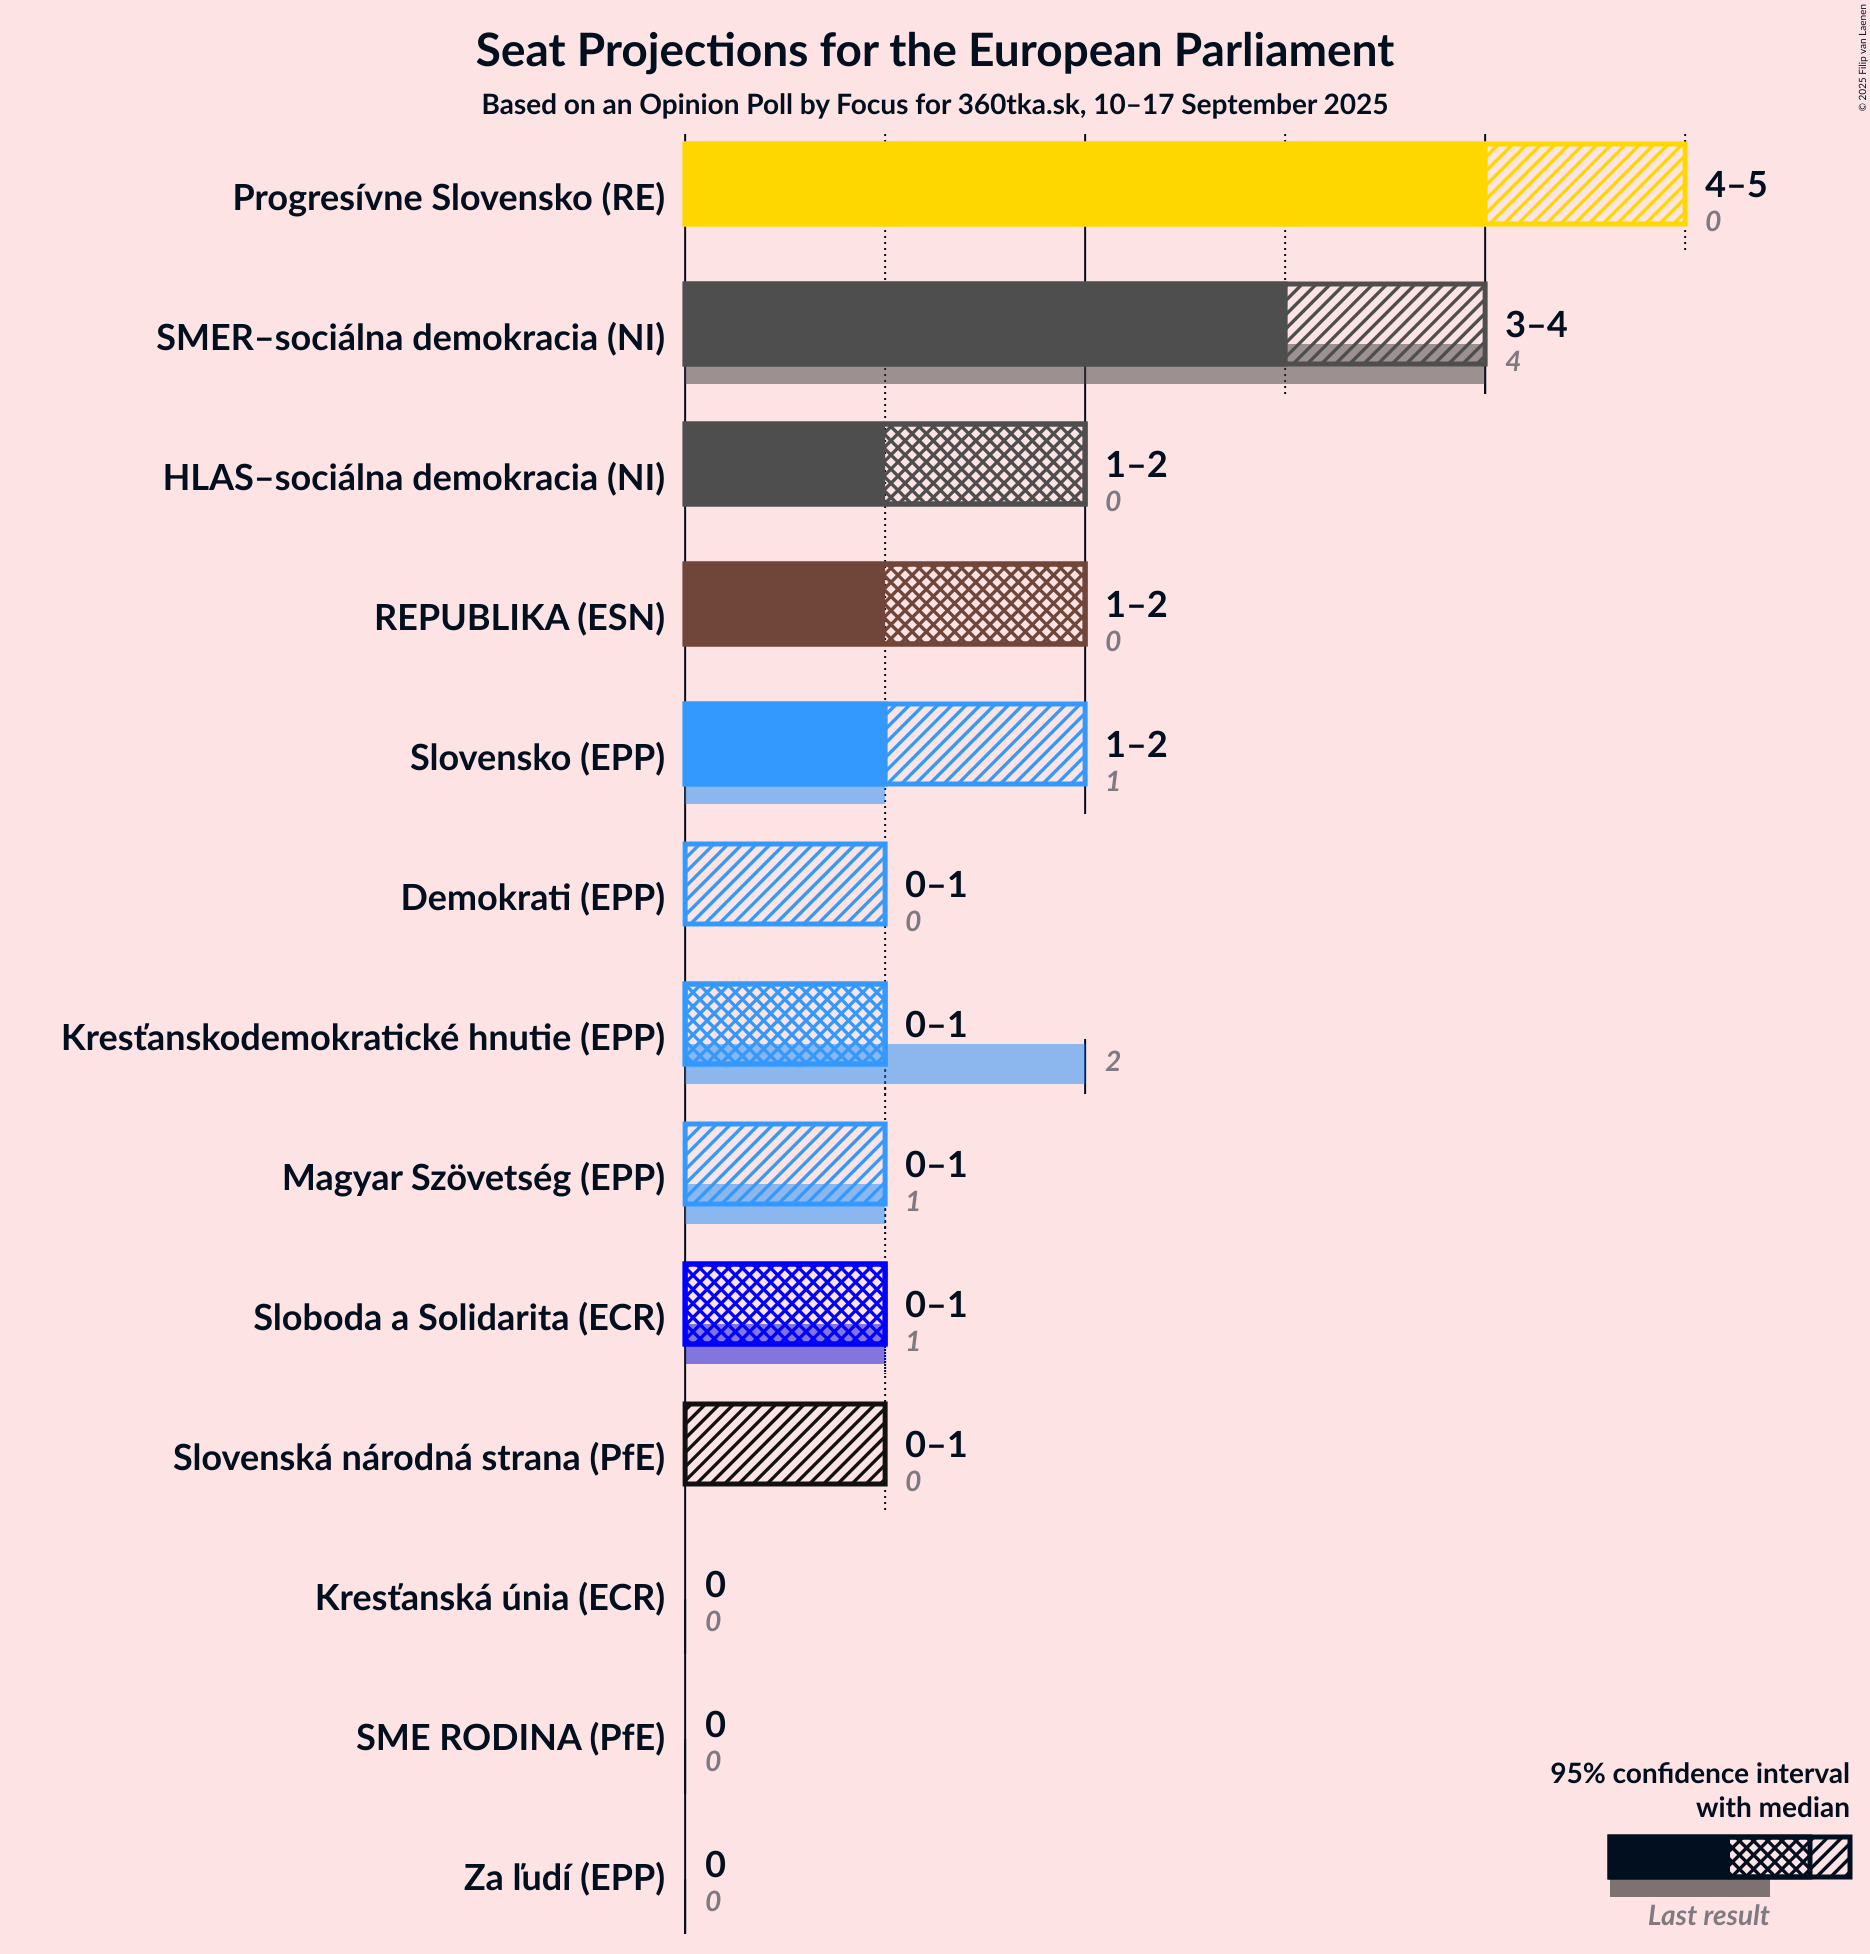 Seat Projections for the European Parliament
Based on an Opinion Poll by Focus for 360tka.sk, 10–17 September 2025
© 2025 Filip van Laenen
Progresívne Slovensko (RE)
4–5
0
SMER–sociálna demokracia (NI)
3–4
4
HLAS–sociálna demokracia (NI)
1–2
0
REPUBLIKA (ESN)
1–2
0
Slovensko (EPP)
1–2
1
Demokrati (EPP)
0–1
0
Kresťanskodemokratické hnutie (EPP)
0–1
2
Magyar Szövetség (EPP)
0–1
1
Sloboda a Solidarita (ECR)
0–1
1
Slovenská národná strana (PfE)
0–1
0
Kresťanská únia (ECR)
0
0
SME RODINA (PfE)
0
0
Za ľudí (EPP)
0
0
95% confidence interval
with median
Last result